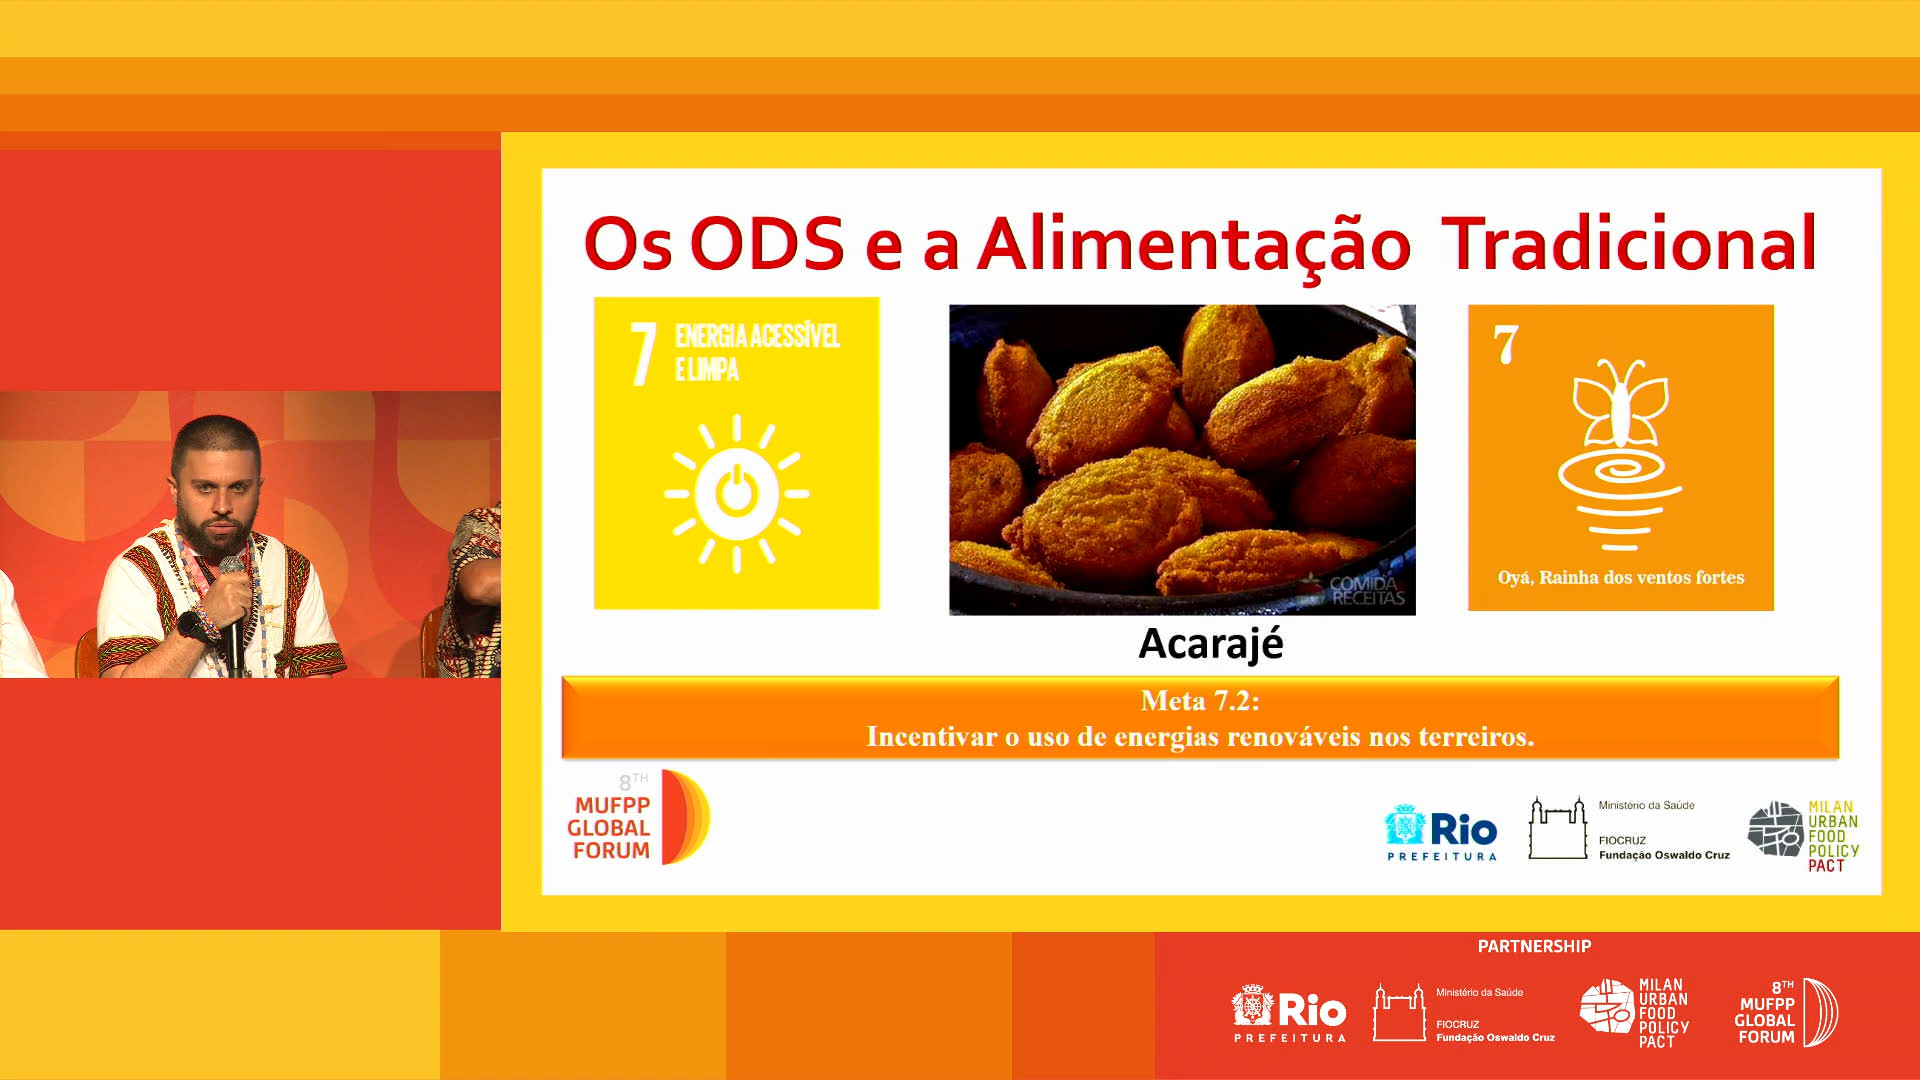 Os ODS e a Alimentação Tradicional
7 ENERGIA ACESSÍVEL
E LIMPA
COMIDA
RECEITAS
7
Oyá, Rainha dos ventos fortes
Acarajé
Meta 7.2:
Incentivar o uso de energias renováveis nos terreiros.
8TH
MUFPP
GLOBAL
FORUM
Rio
PREFEITURA
Ministério da Saúde
FIOCRUZ
Fundação Oswaldo Cruz
MILAN
URBAN
FOOD
POLICY
PACT
PARTNERSHIP
Rio
PREFEITURA
Ministério da Saúde
FIOCRUZ
Fundação Oswaldo Cruz
MILAN
URBAN
FOOD
POLICY
PACT
8TH
MUFPP
GLOBAL
FORUM